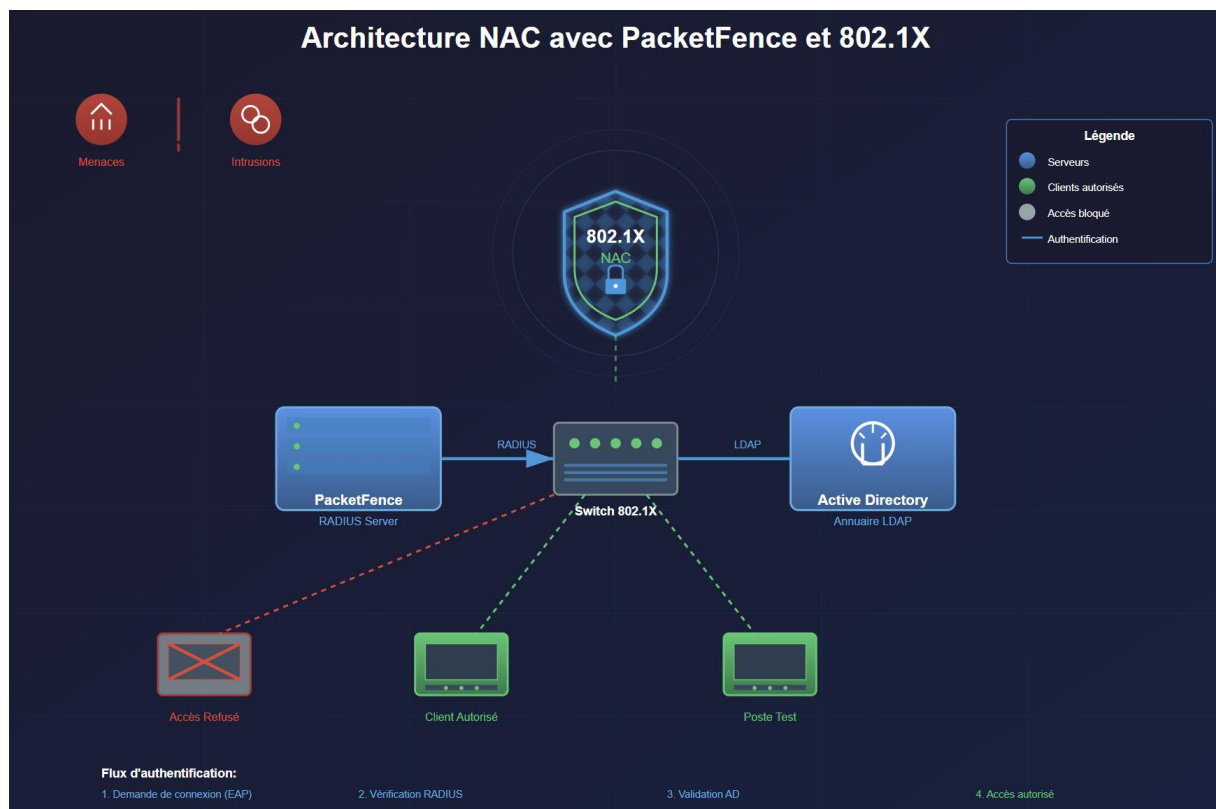 Architecture NAC avec PacketFence et 802.1X
Menaces
Intrusions
Légende
Serveurs
Clients autorisés
Accès bloqué
Authentification
802.1X
NAC
RADIUS
LDAP
PacketFence
RADIUS Server
Switch 802.1X
Active Directory
Annuaire LDAP
Accès Refusé
Client Autorisé
Poste Test
Flux d'authentification:
1. Demande de connexion (EAP)
2. Vérification RADIUS
3. Validation AD
4. Accès autorisé